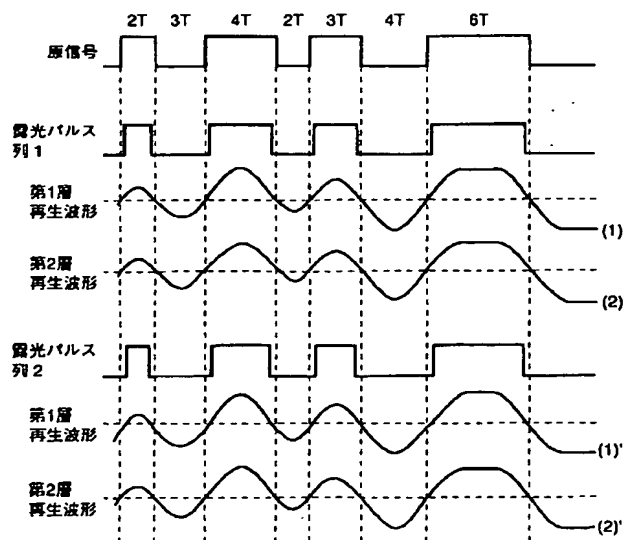 2T 3T 4T 2T 3T 4T 6T
原信号
露光パルス
列1
第1層
再生波形
(1)
第2層
再生波形
(2)
露光パルス
列2
第1層
再生波形
(1)'
第2層
再生波形
(2)'